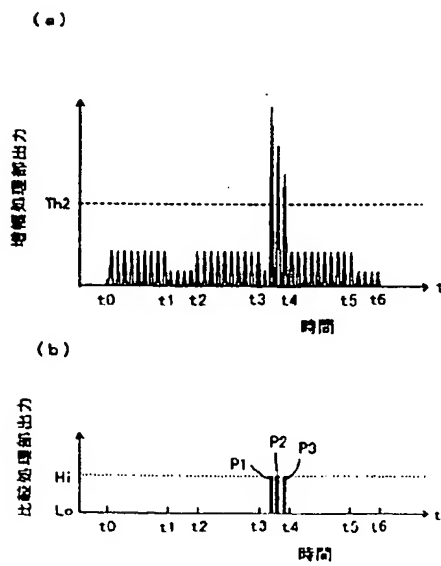 (a)
増幅処理部出力
Th2
t0 t1 t2 t3 t4 t5 t6
t
時間
(b)
比較処理部出力
P1 P2 P3
Hi
Lo
t0 t1 t2 t3 t4 t5 t6
t
時間